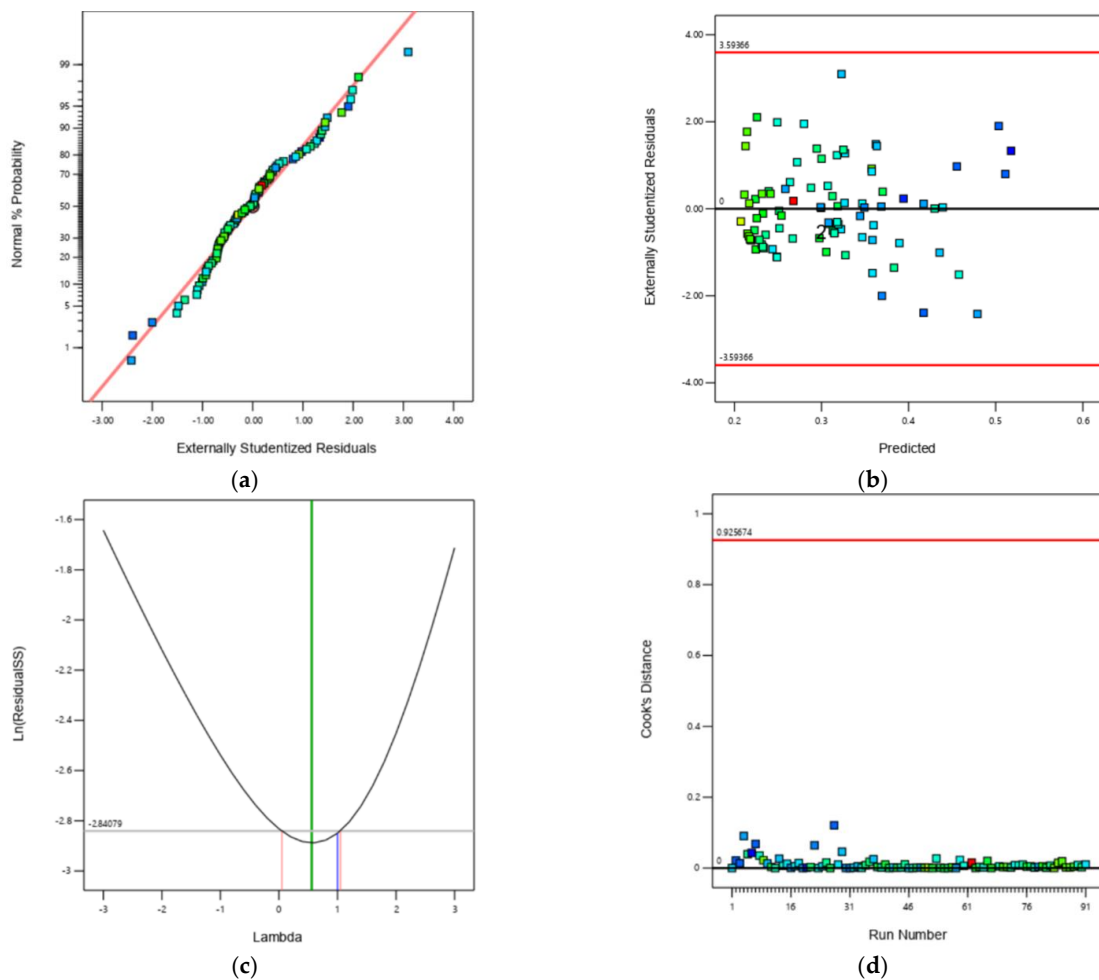 99
95
90
80
70
50
30
20
10
5
1
Normal % Probability
-3.00 -2.00 -1.00 0.00 1.00 2.00 3.00 4.00
Externally Studentized Residuals
(a)
4.00
3.59366
2.00
0
0.00
2
-2.00
-3.59366
-4.00
Externally Studentized Residuals
0.2 0.3 0.4 0.5 0.6
Predicted
(b)
-1.6
-1.8
-2
-2.2
-2.4
-2.6
-2.8
-2.84079
-3
Ln(ResidualSS)
-3 -2 -1 0 1 2 3
Lambda
(c)
1
0.925674
0.8
0.6
0.4
0.2
0
0
Cook's Distance
1 16 31 46 61 76 91
Run Number
(d)